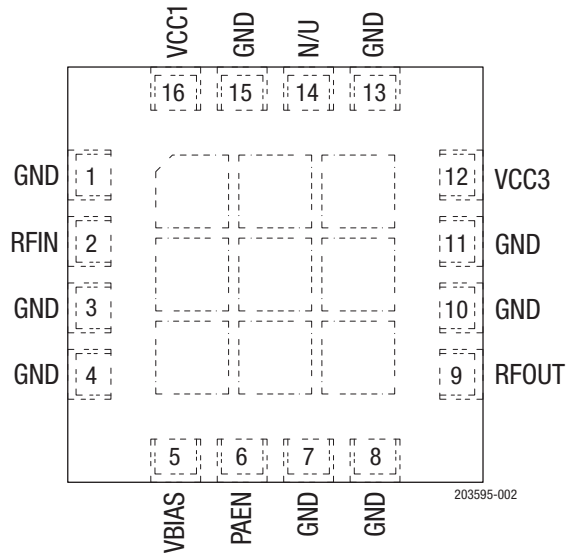 VCC1 GND N/U GND
16 15 14 13
GND 1 12 VCC3
RFIN 2 11 GND
GND 3 10 GND
GND 4 9 RFOUT
5 6 7 8
VBIAS PAEN GND GND
203595-002